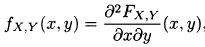 f_{X,Y}(x, y) = \frac{\partial^2 F_{X,Y}}{\partial x \partial y}(x, y),